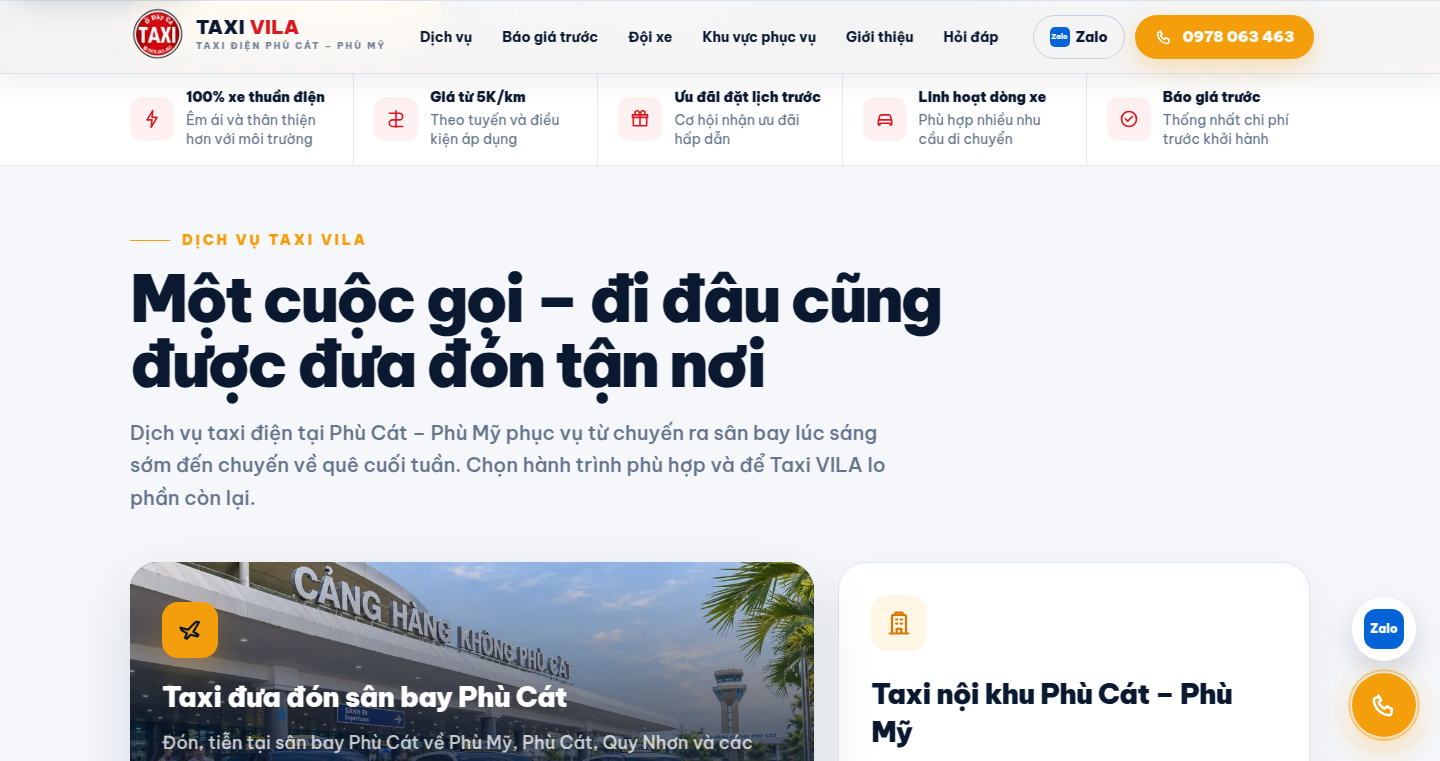 Ở ĐÂY CÓ
TAXI
TAXI VILA
TAXI ĐIỆN PHÙ CÁT – PHÙ MỸ
Dịch vụ
Báo giá trước
Đội xe
Khu vực phục vụ
Giới thiệu
Hỏi đáp
Zalo Zalo
0978 063 463
100% xe thuần điện
Êm ái và thân thiện
hơn với môi trường
Giá từ 5K/km
Theo tuyến và điều
kiện áp dụng
Ưu đãi đặt lịch trước
Cơ hội nhận ưu đãi
hấp dẫn
Linh hoạt dòng xe
Phù hợp nhiều nhu
cầu di chuyển
Báo giá trước
Thống nhất chi phí
trước khởi hành
DỊCH VỤ TAXI VILA
Một cuộc gọi – đi đâu cũng
được đưa đón tận nơi
Dịch vụ taxi điện tại Phù Cát – Phù Mỹ phục vụ từ chuyến ra sân bay lúc sáng
sớm đến chuyến về quê cuối tuần. Chọn hành trình phù hợp và để Taxi VILA lo
phần còn lại.
CẢNG HÀNG KHÔNG PHÙ CÁT
SẢNH ĐI
Departures
Taxi đưa đón sân bay Phù Cát
Đón, tiễn tại sân bay Phù Cát về Phù Mỹ, Phù Cát, Quy Nhơn và các
Taxi nội khu Phù Cát – Phù
Mỹ
Zalo